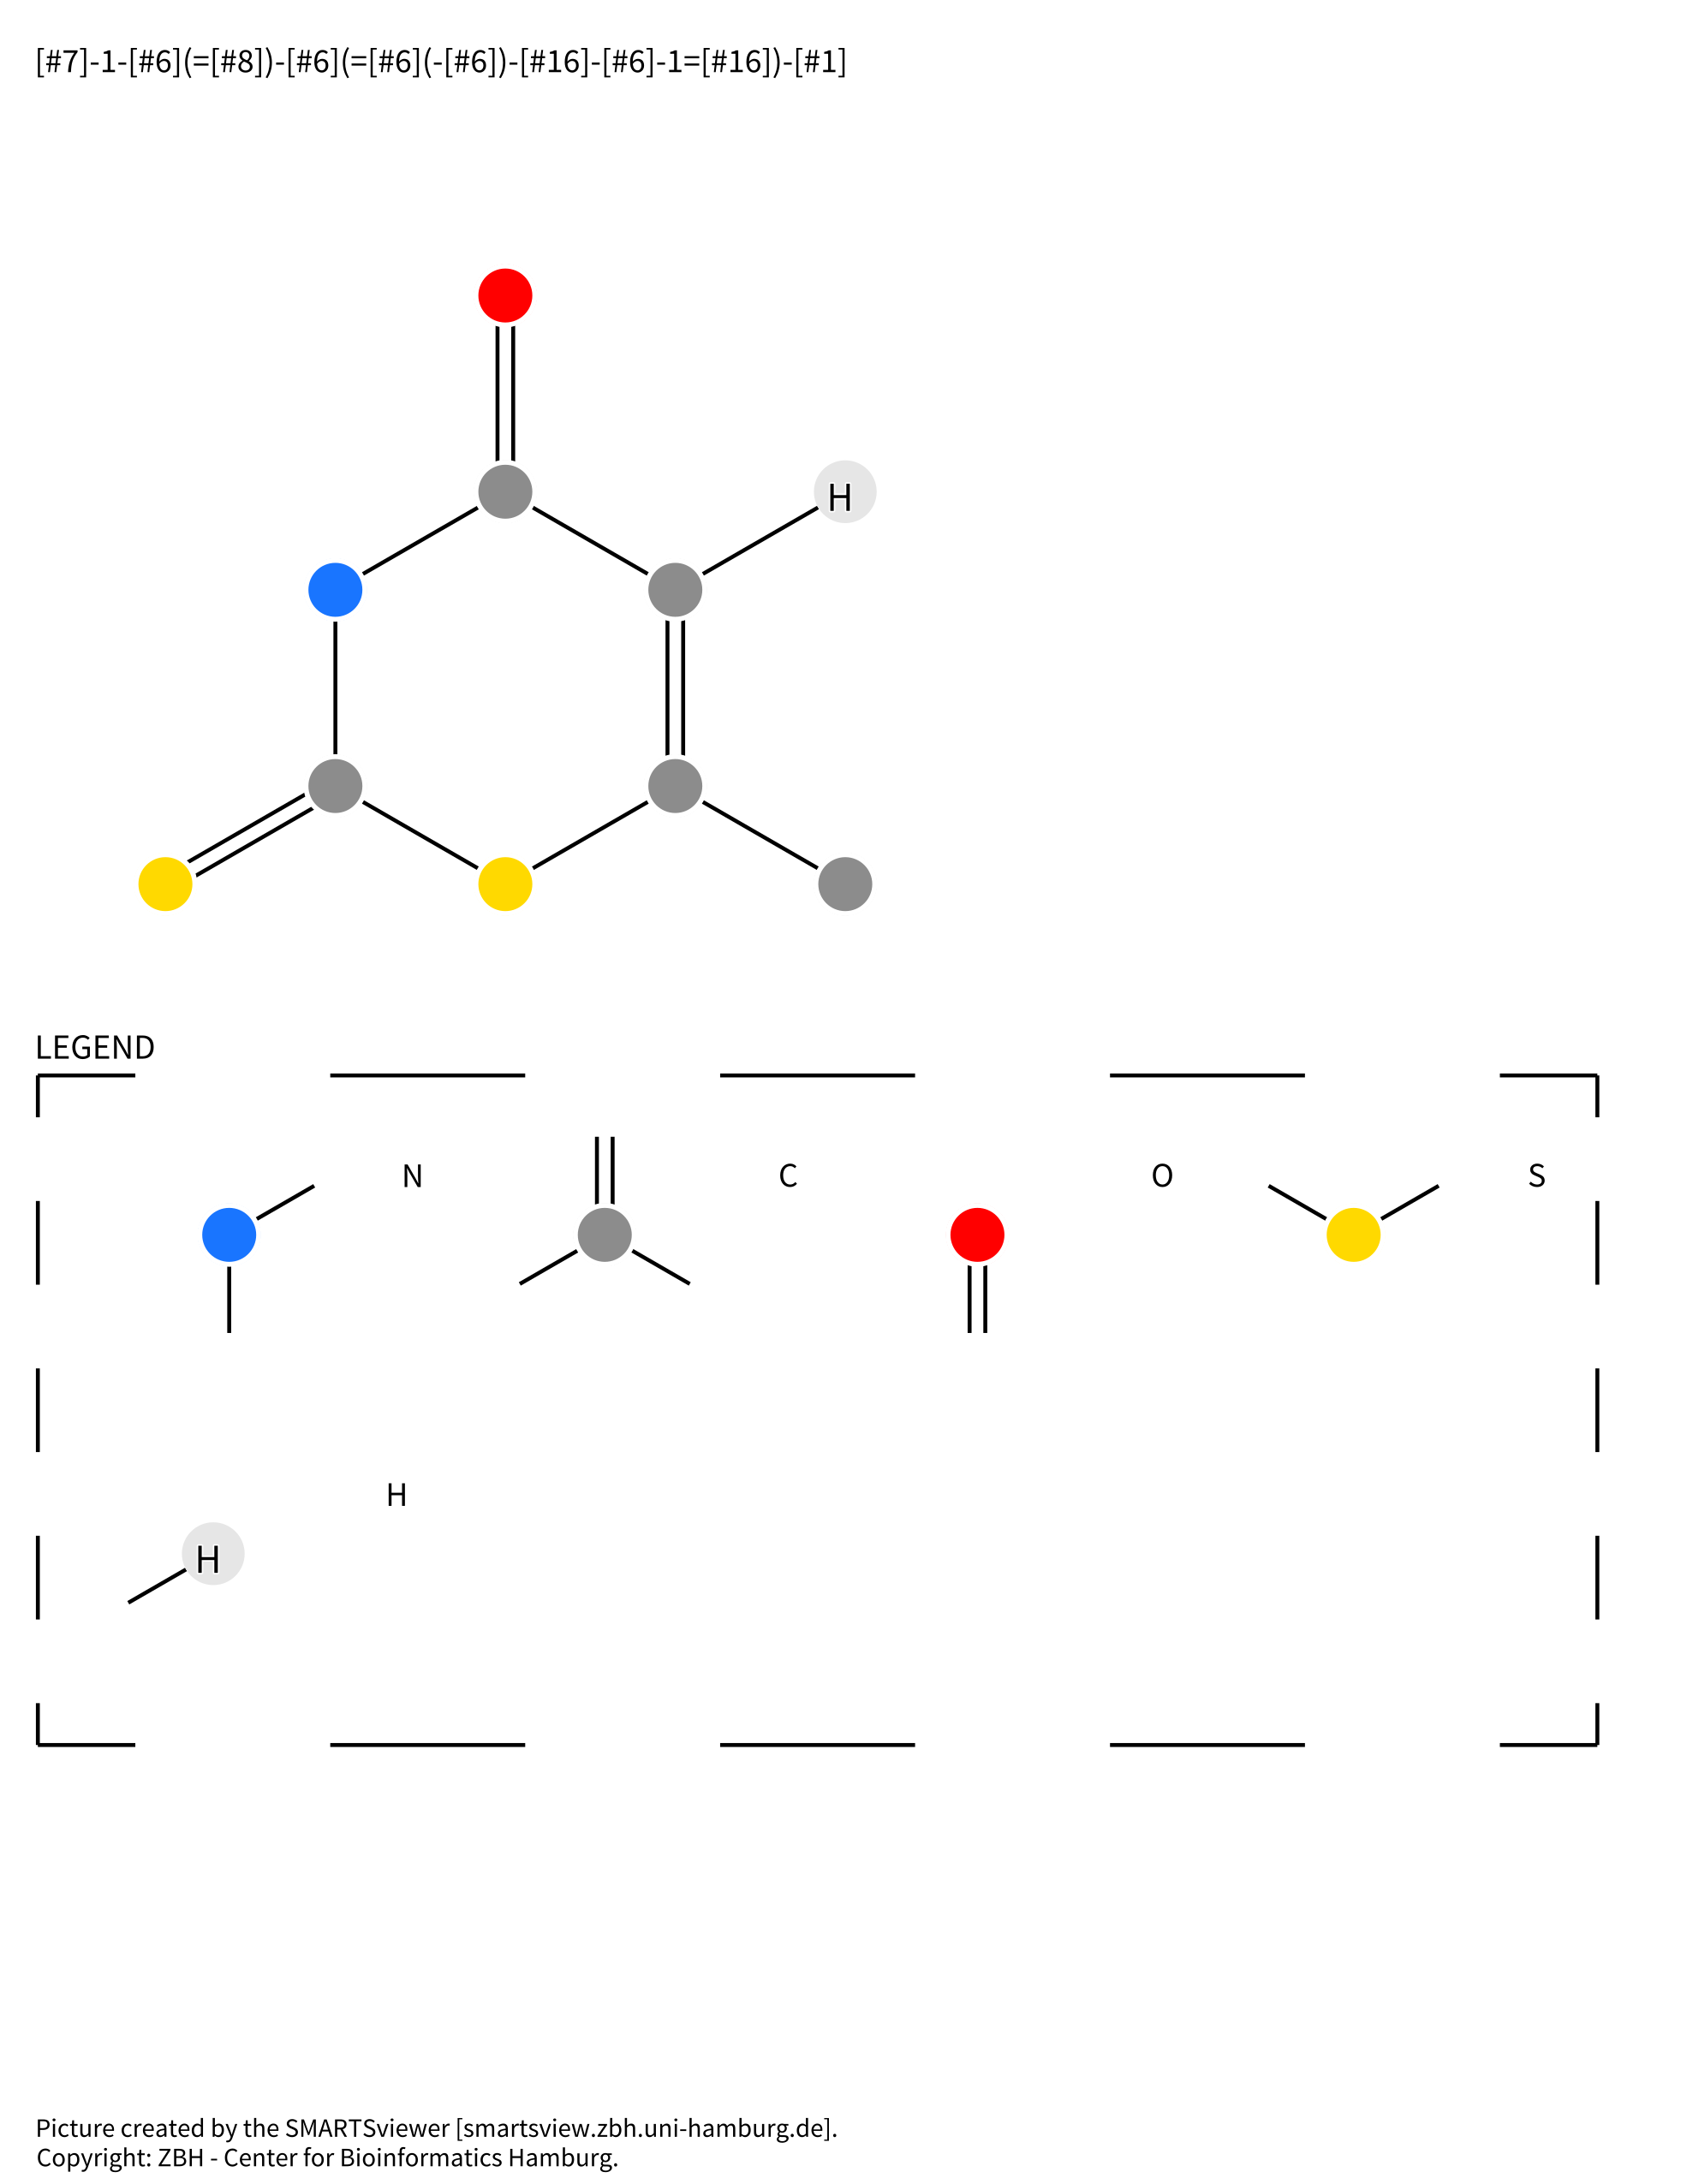 [#7]-1-[#6](=[#8])-[#6](=[#6](-[#6])-[#16]-[#6]-1=[#16])-[#1]
H
LEGEND
N C O S
H
H
Picture created by the SMARTSviewer [smartsview.zbh.uni-hamburg.de].
Copyright: ZBH - Center for Bioinformatics Hamburg.